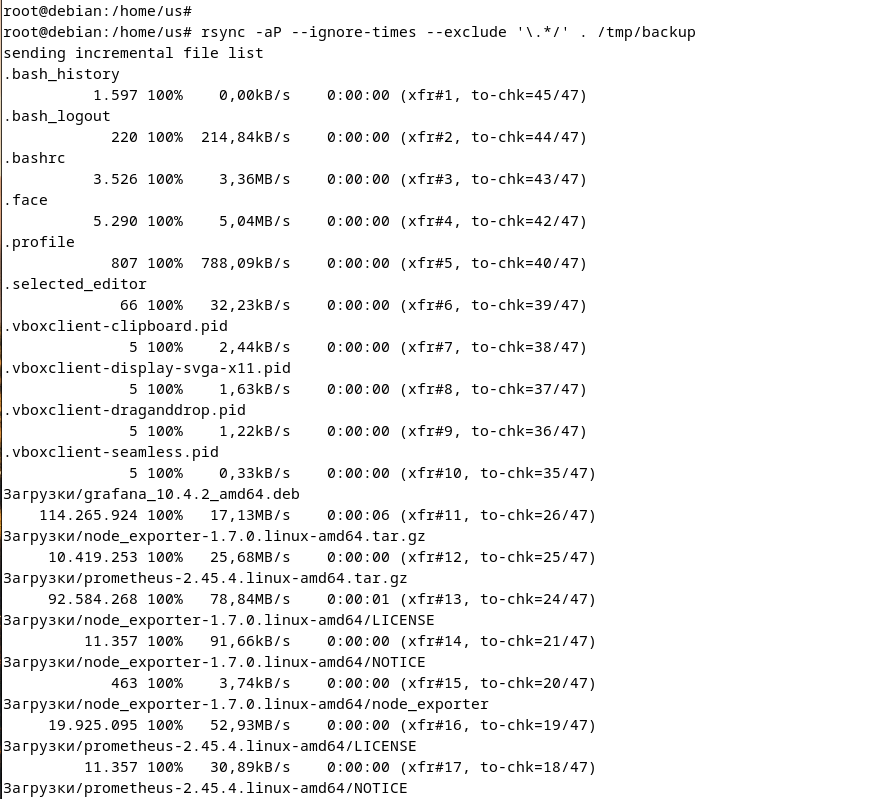 root@debian:/home/us#
root@debian:/home/us# rsync -aP --ignore-times --exclude '\.*/' . /tmp/backup
sending incremental file list
.bash_history
1.597 100% 0,00kB/s 0:00:00 (xfr#1, to-chk=45/47)
.bash_logout
220 100% 214,84kB/s 0:00:00 (xfr#2, to-chk=44/47)
.bashrc
3.526 100% 3,36MB/s 0:00:00 (xfr#3, to-chk=43/47)
.face
5.290 100% 5,04MB/s 0:00:00 (xfr#4, to-chk=42/47)
.profile
807 100% 788,09kB/s 0:00:00 (xfr#5, to-chk=40/47)
.selected_editor
66 100% 32,23kB/s 0:00:00 (xfr#6, to-chk=39/47)
.vboxclient-clipboard.pid
5 100% 2,44kB/s 0:00:00 (xfr#7, to-chk=38/47)
.vboxclient-display-svga-x11.pid
5 100% 1,63kB/s 0:00:00 (xfr#8, to-chk=37/47)
.vboxclient-draganddrop.pid
5 100% 1,22kB/s 0:00:00 (xfr#9, to-chk=36/47)
.vboxclient-seamless.pid
5 100% 0,33kB/s 0:00:00 (xfr#10, to-chk=35/47)
Загрузки/grafana_10.4.2_amd64.deb
114.265.924 100% 17,13MB/s 0:00:06 (xfr#11, to-chk=26/47)
Загрузки/node_exporter-1.7.0.linux-amd64.tar.gz
10.419.253 100% 25,68MB/s 0:00:00 (xfr#12, to-chk=25/47)
Загрузки/prometheus-2.45.4.linux-amd64.tar.gz
92.584.268 100% 78,84MB/s 0:00:01 (xfr#13, to-chk=24/47)
Загрузки/node_exporter-1.7.0.linux-amd64/LICENSE
11.357 100% 91,66kB/s 0:00:00 (xfr#14, to-chk=21/47)
Загрузки/node_exporter-1.7.0.linux-amd64/NOTICE
463 100% 3,74kB/s 0:00:00 (xfr#15, to-chk=20/47)
Загрузки/node_exporter-1.7.0.linux-amd64/node_exporter
19.925.095 100% 52,93MB/s 0:00:00 (xfr#16, to-chk=19/47)
Загрузки/prometheus-2.45.4.linux-amd64/LICENSE
11.357 100% 30,89kB/s 0:00:00 (xfr#17, to-chk=18/47)
Загрузки/prometheus-2.45.4.linux-amd64/NOTICE